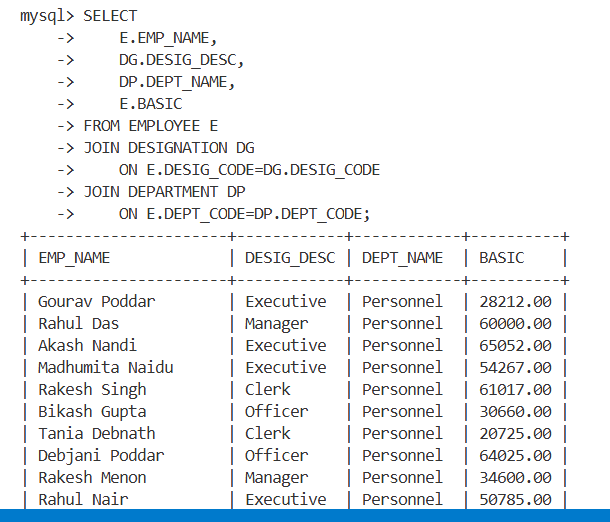 mysql> SELECT
    ->     E.EMP_NAME,
    ->     DG.DESIG_DESC,
    ->     DP.DEPT_NAME,
    ->     E.BASIC
    -> FROM EMPLOYEE E
    -> JOIN DESIGNATION DG
    ->     ON E.DESIG_CODE=DG.DESIG_CODE
    -> JOIN DEPARTMENT DP
    ->     ON E.DEPT_CODE=DP.DEPT_CODE;
+----------------------+------------+------------+----------+
| EMP_NAME             | DESIG_DESC | DEPT_NAME  | BASIC    |
+----------------------+------------+------------+----------+
| Gourav Poddar        | Executive  | Personnel  | 28212.00 |
| Rahul Das            | Manager    | Personnel  | 60000.00 |
| Akash Nandi          | Executive  | Personnel  | 65052.00 |
| Madhumita Naidu      | Executive  | Personnel  | 54267.00 |
| Rakesh Singh         | Clerk      | Personnel  | 61017.00 |
| Bikash Gupta         | Officer    | Personnel  | 30660.00 |
| Tania Debnath        | Clerk      | Personnel  | 20725.00 |
| Debjani Poddar       | Officer    | Personnel  | 64025.00 |
| Rakesh Menon         | Manager    | Personnel  | 34600.00 |
| Rahul Nair           | Executive  | Personnel  | 50785.00 |